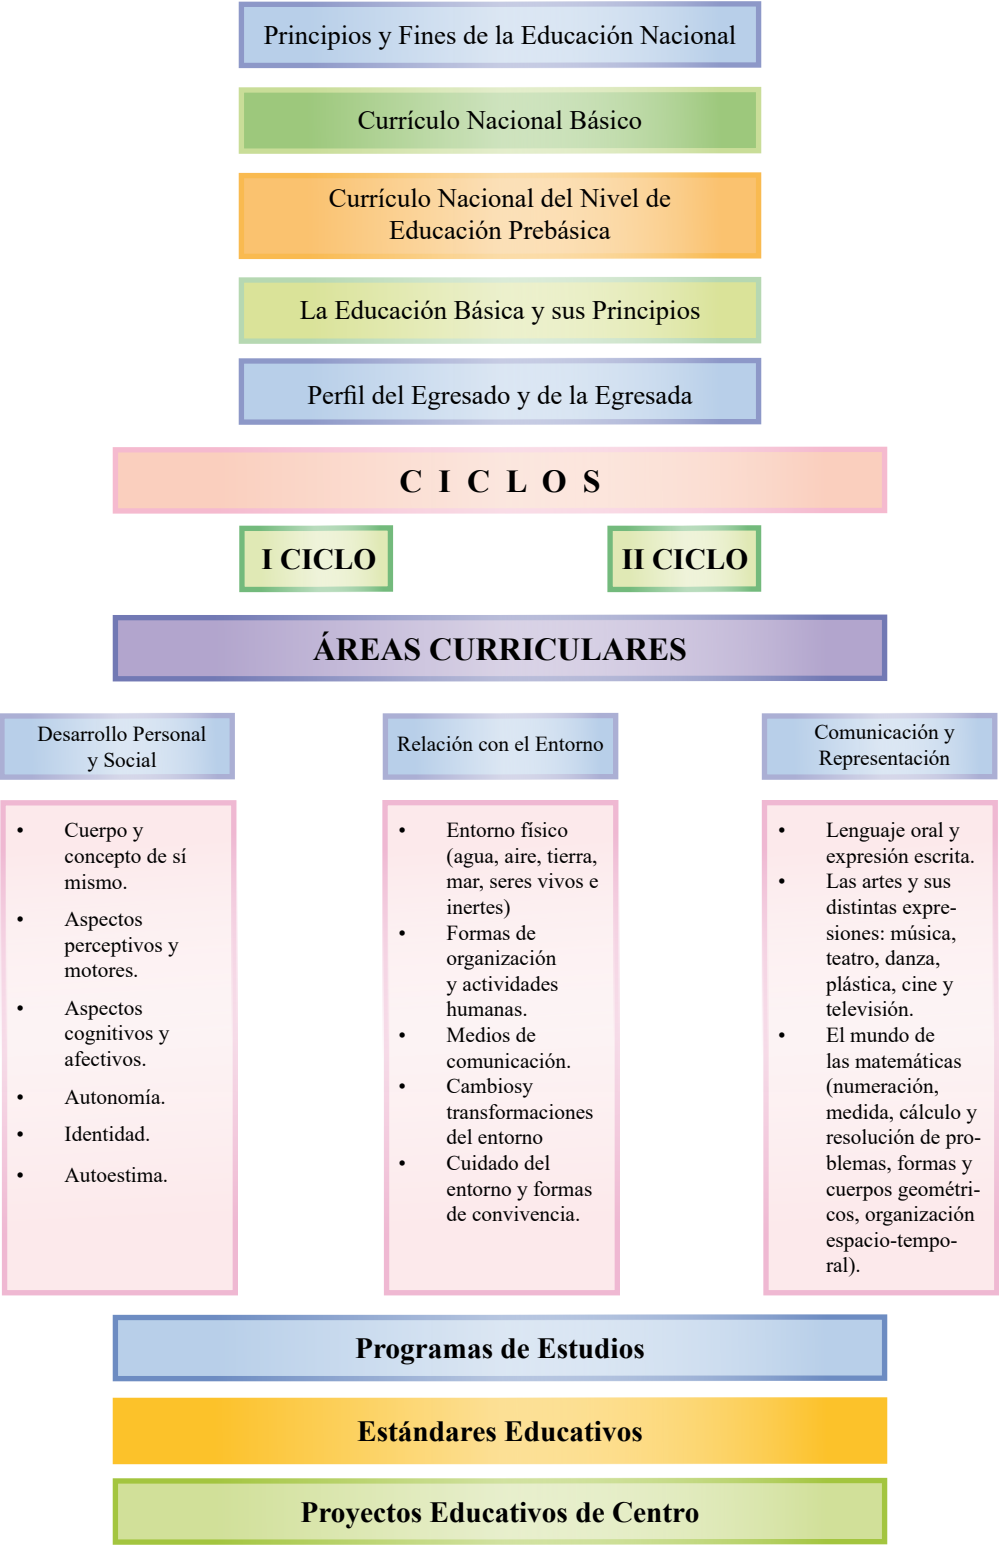 Principios y Fines de la Educación Nacional
Currículo Nacional Básico
Currículo Nacional del Nivel de
Educación Prebásica
La Educación Básica y sus Principios
Perfil del Egresado y de la Egresada
C I C L O S
I CICLO
II CICLO
ÁREAS CURRICULARES
Desarrollo Personal
y Social
• Cuerpo y
concepto de sí
mismo.
• Aspectos
perceptivos y
motores.
• Aspectos
cognitivos y
afectivos.
• Autonomía.
• Identidad.
• Autoestima.
Relación con el Entorno
• Entorno físico
(agua, aire, tierra,
mar, seres vivos e
inertes)
• Formas de
organización
y actividades
humanas.
• Medios de
comunicación.
• Cambiosy
transformaciones
del entorno
• Cuidado del
entorno y formas
de convivencia.
Comunicación y
Representación
• Lenguaje oral y
expresión escrita.
• Las artes y sus
distintas expre-
siones: música,
teatro, danza,
plástica, cine y
televisión.
• El mundo de
las matemáticas
(numeración,
medida, cálculo y
resolución de pro-
blemas, formas y
cuerpos geométri-
cos, organización
espacio-tempo-
ral).
Programas de Estudios
Estándares Educativos
Proyectos Educativos de Centro